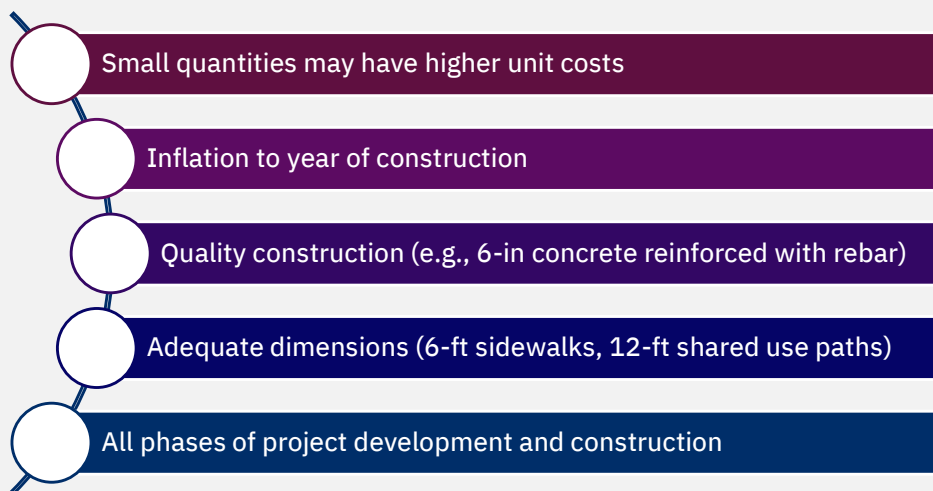 Small quantities may have higher unit costs
Inflation to year of construction
Quality construction (e.g., 6-in concrete reinforced with rebar)
Adequate dimensions (6-ft sidewalks, 12-ft shared use paths)
All phases of project development and construction